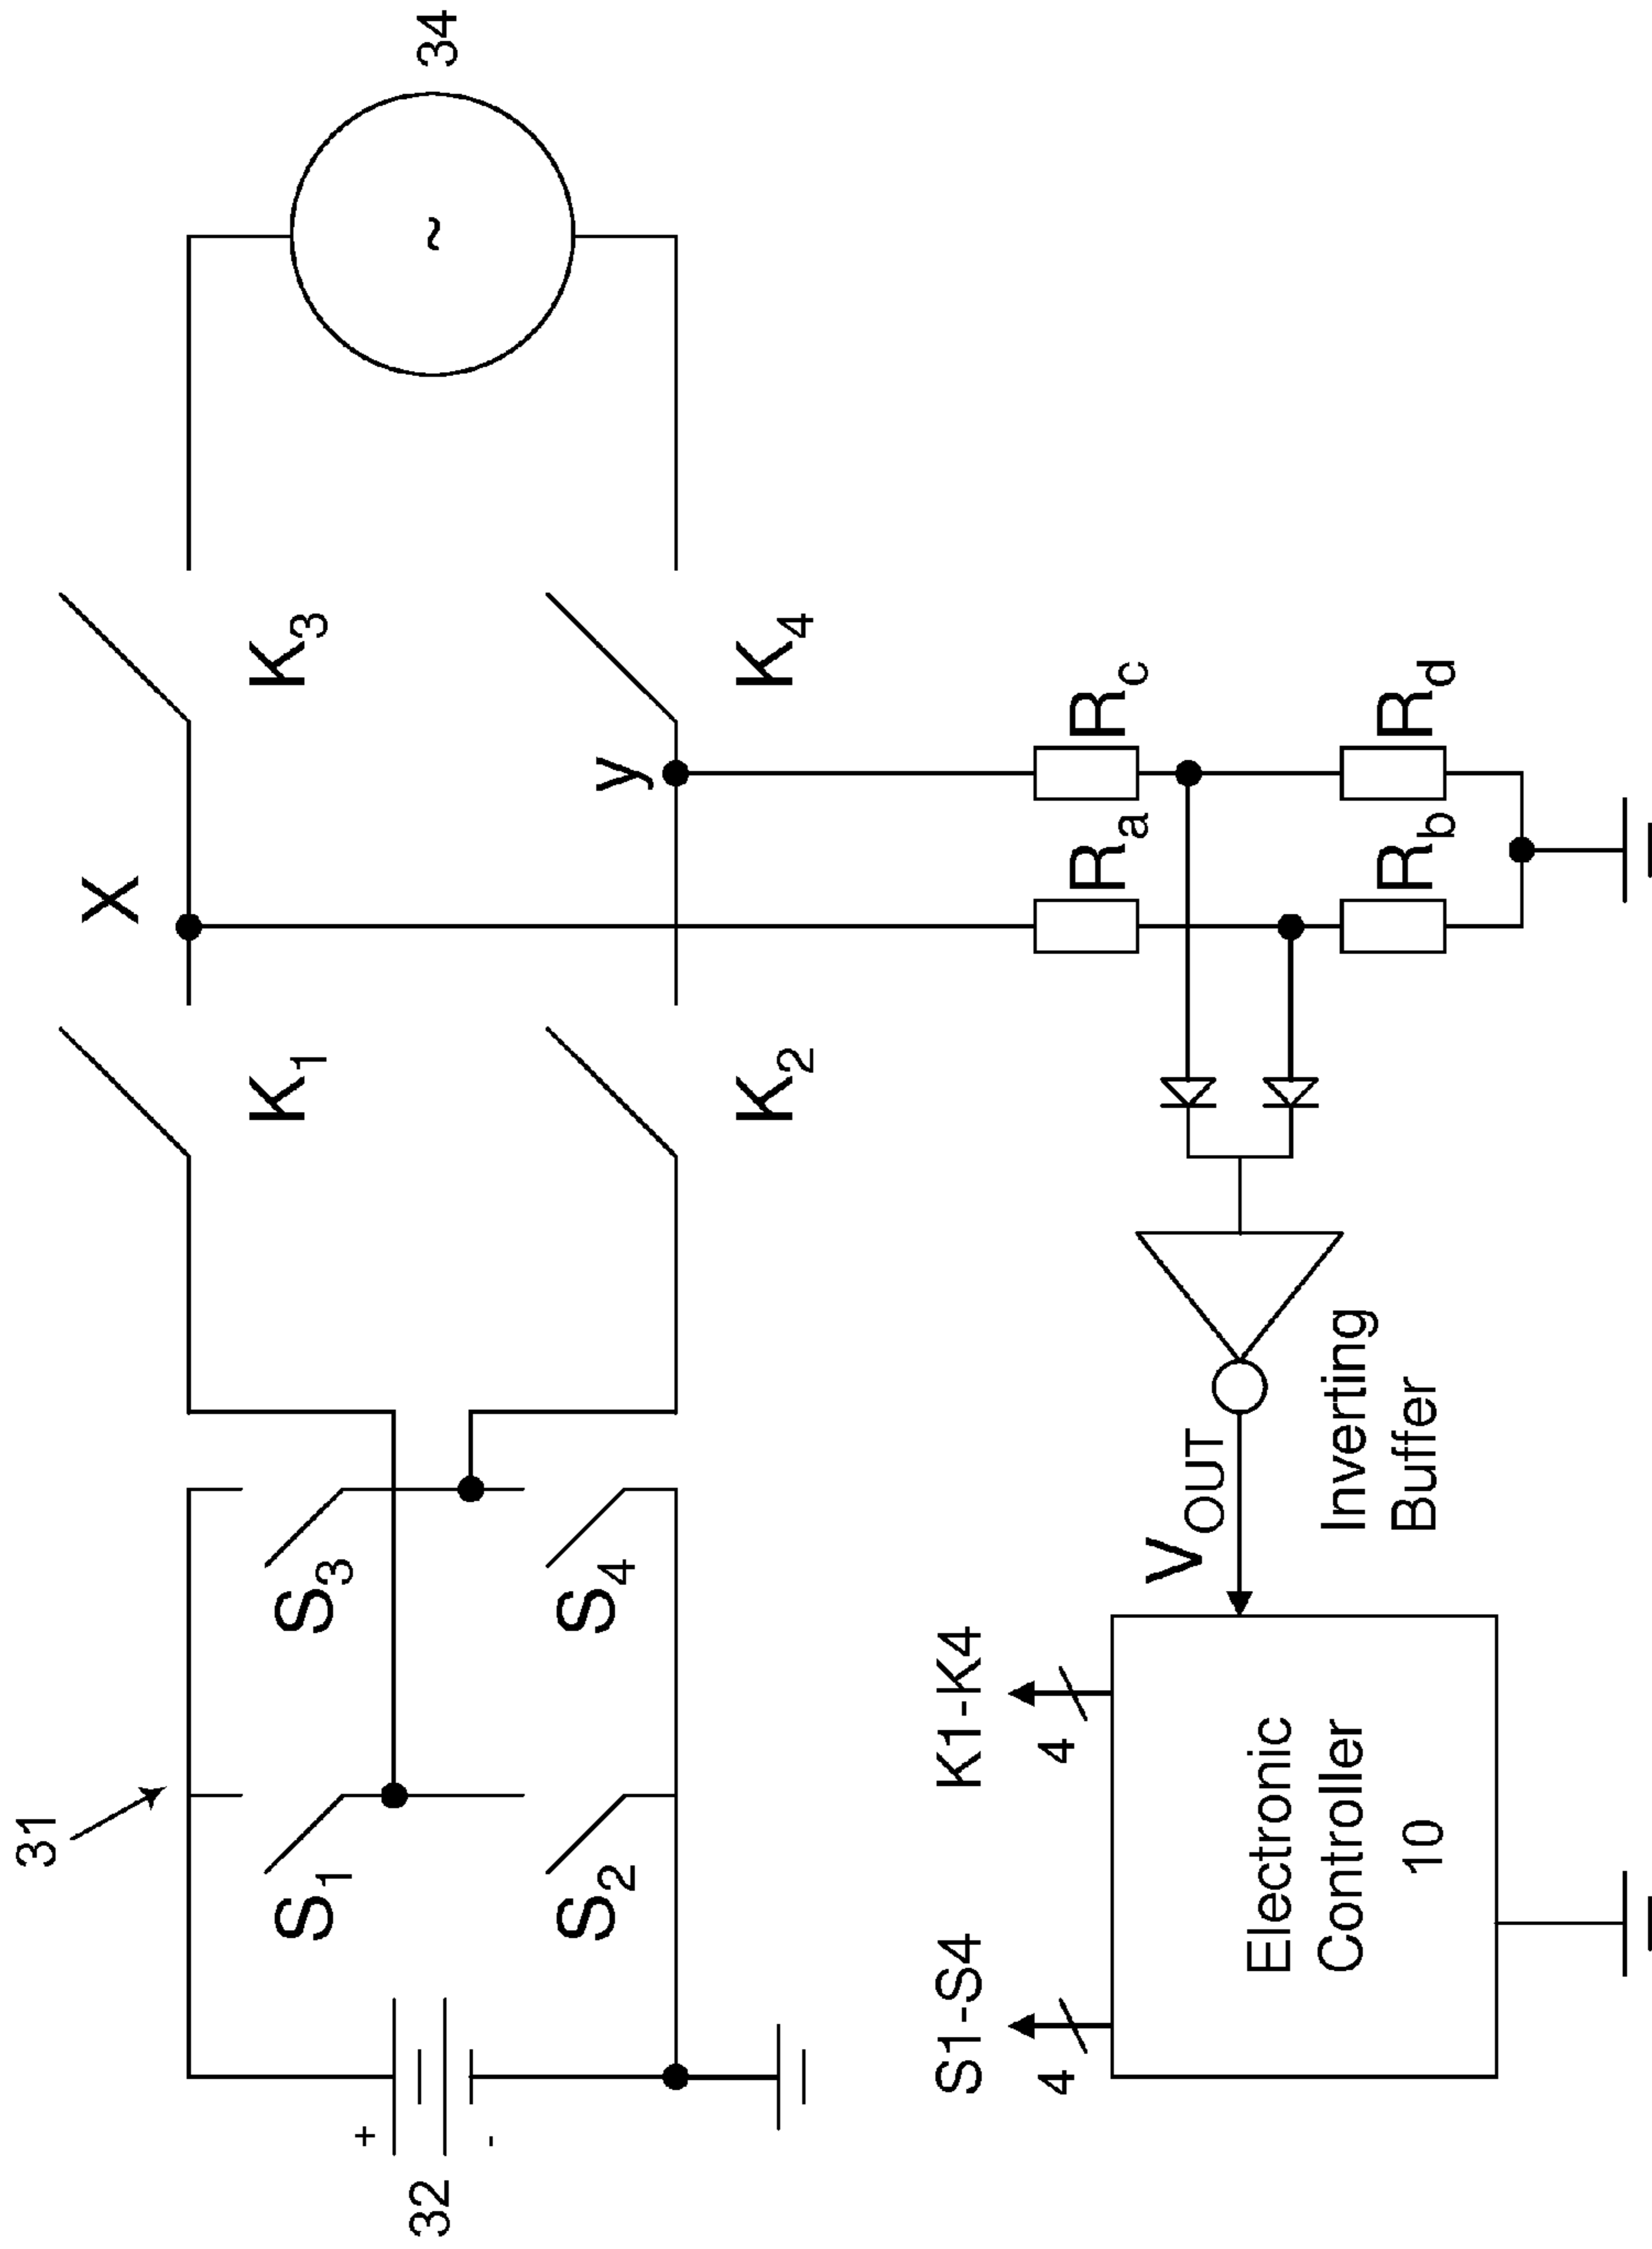 31
32
+
-
S1
S2
S3
S4
K1
K2
X
y
K3
K4
34
~
S1-S4
4
K1-K4
4
Electronic
Controller
10
VOUT
Inverting
Buffer
Ra
Rc
Rb
Rd